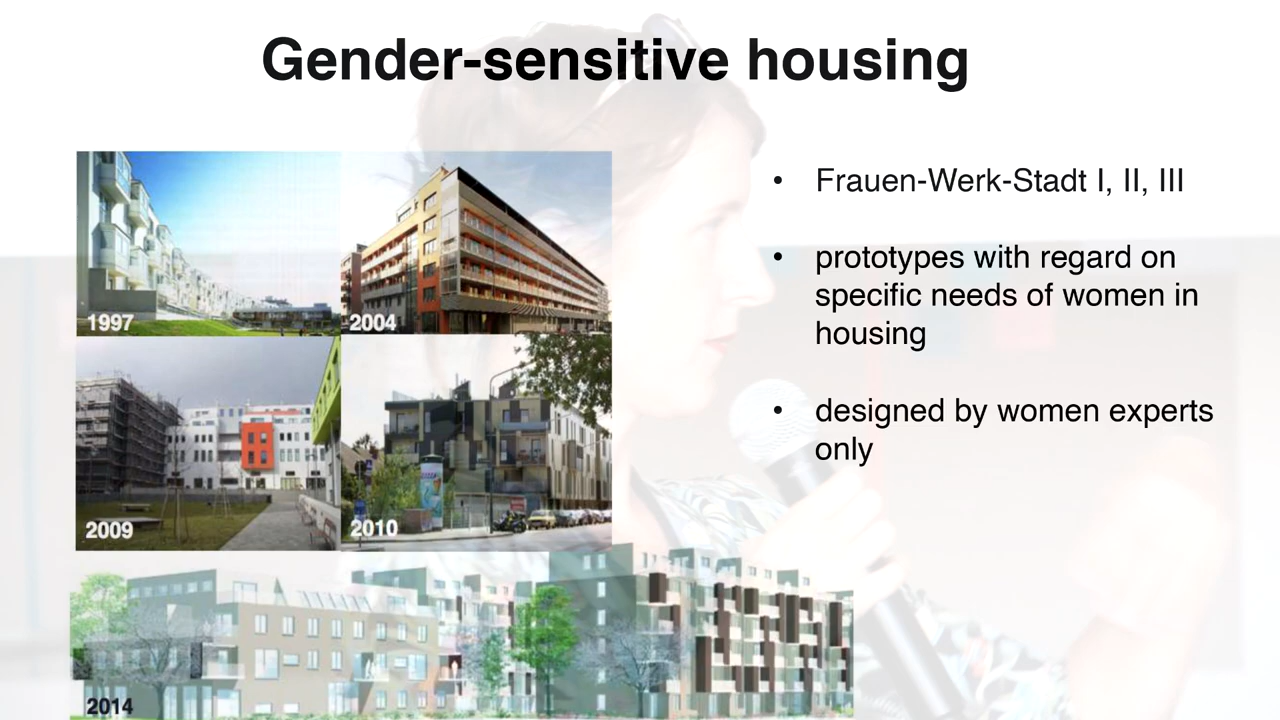 Gender-sensitive housing
1997
2004
2009
2010
2014
• Frauen-Werk-Stadt I, II, III
• prototypes with regard on
specific needs of women in
housing
• designed by women experts
only